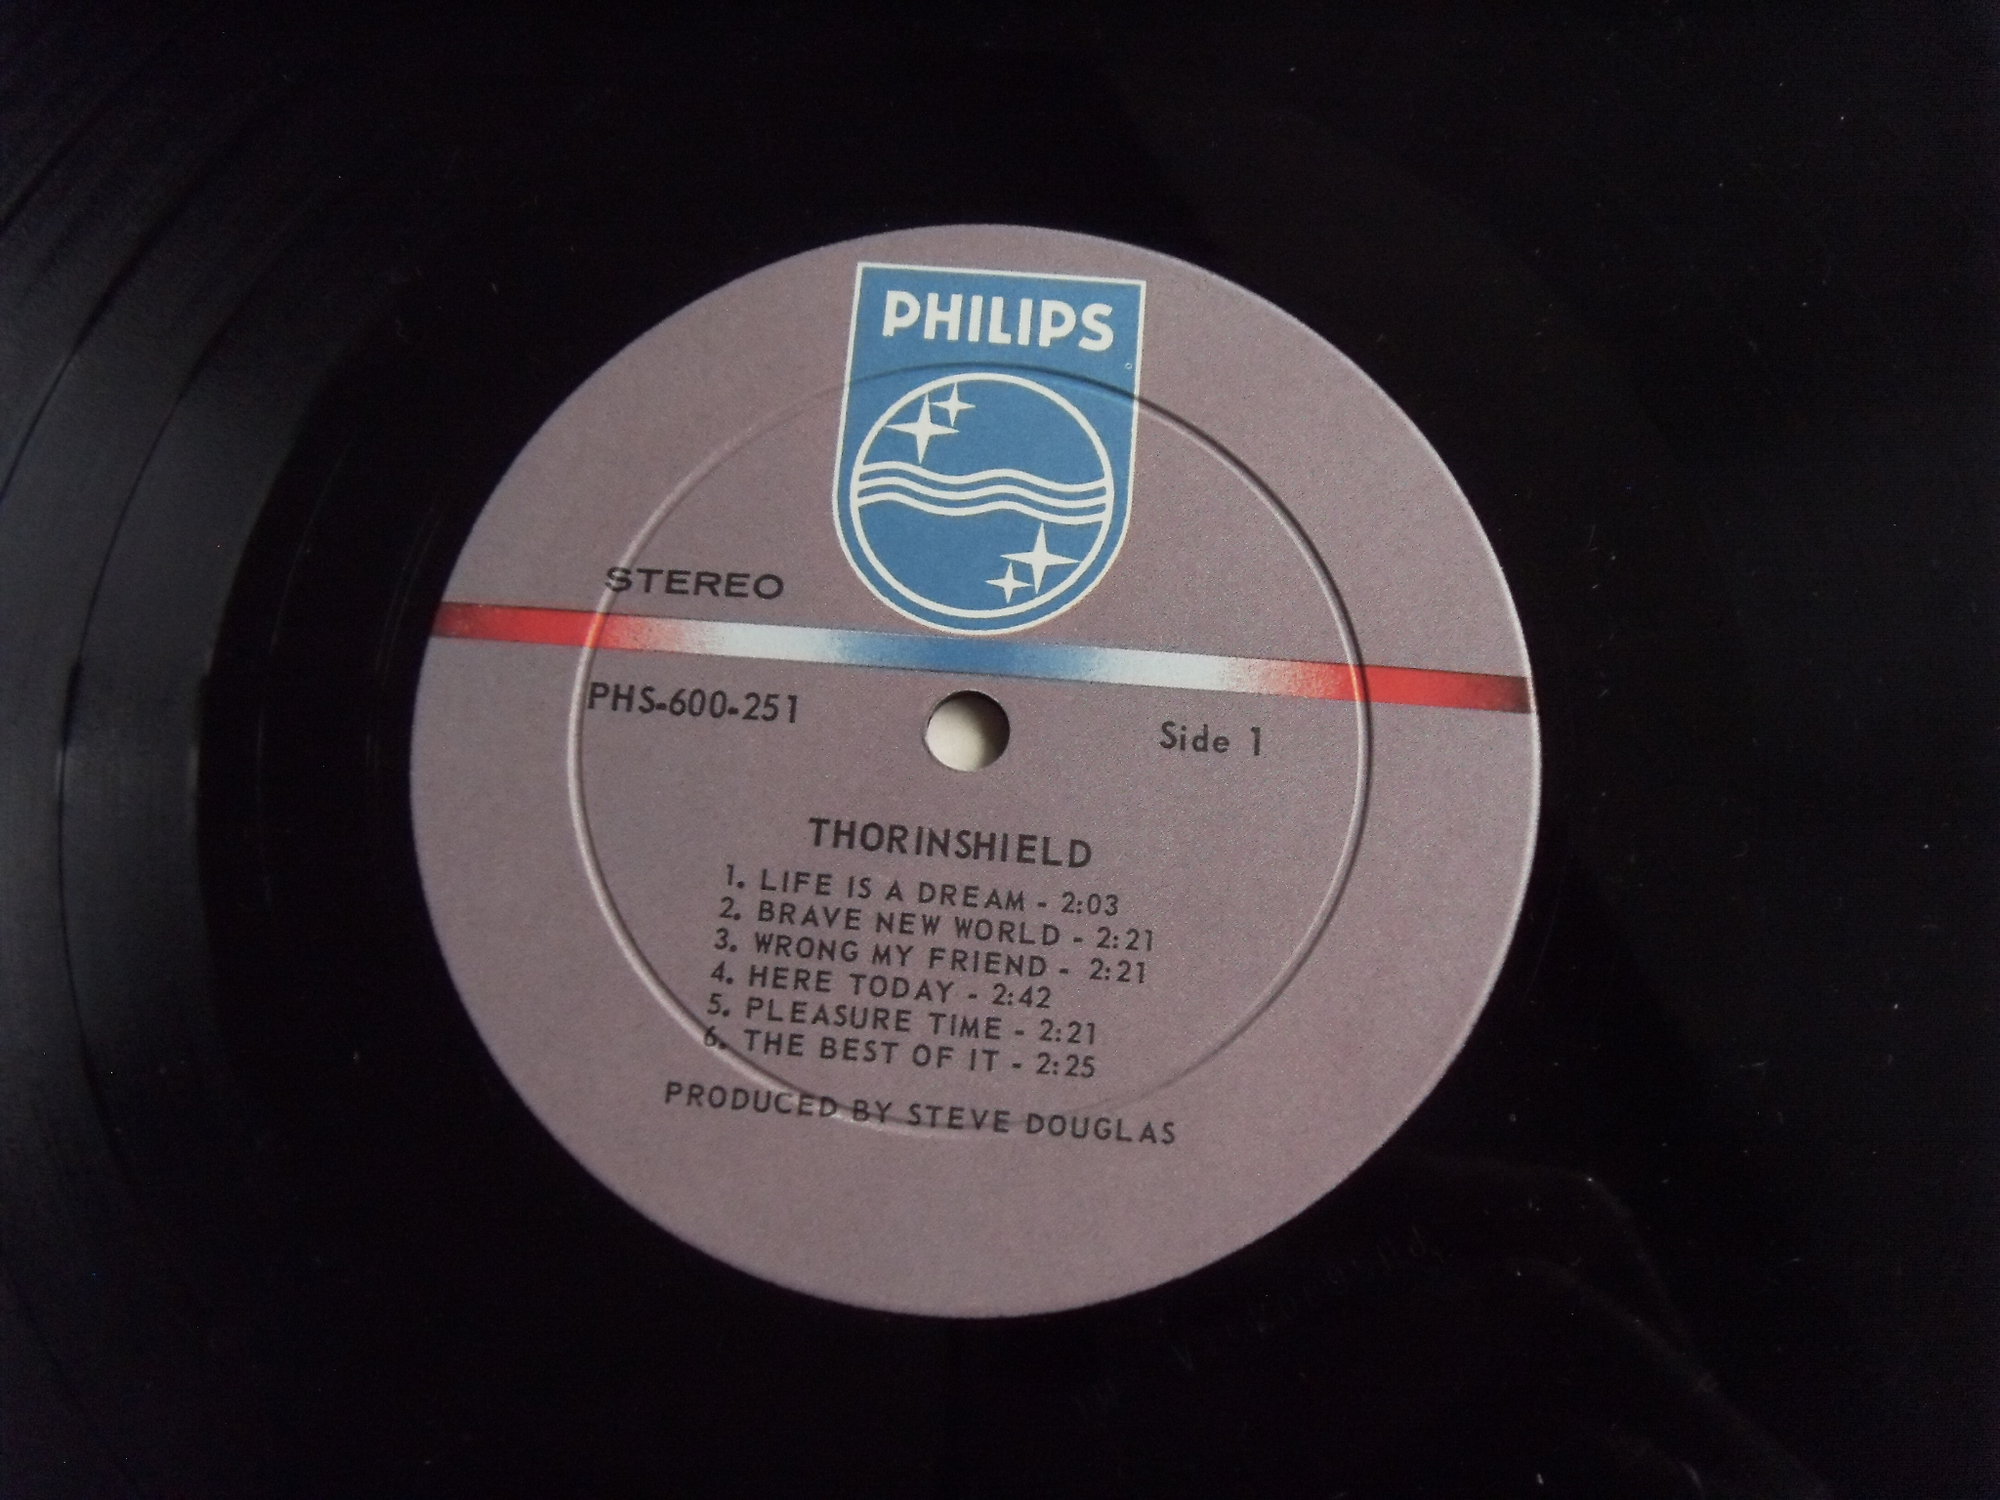 PHILIPS
STEREO
PHS-600-251
Side 1
THORINSHIELD
1. LIFE IS A DREAM - 2:03
2. BRAVE NEW WORLD - 2:21
3. WRONG MY FRIEND - 2:21
4. HERE TODAY - 2:42
5. PLEASURE TIME - 2:21
6. THE BEST OF IT - 2:25
PRODUCED BY STEVE DOUGLAS